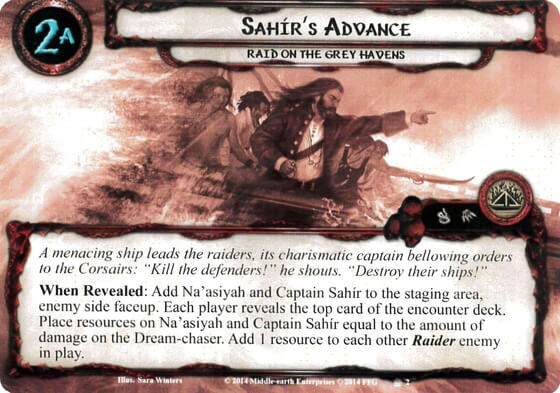 2A
Sahír's Advance
Raid on the Grey Havens
A menacing ship leads the raiders, its charismatic captain bellowing orders
to the Corsairs: “Kill the defenders!” he shouts. “Destroy their ships!”
When Revealed: Add Na’asiyah and Captain Sahír to the staging area,
enemy side faceup. Each player reveals the top card of the encounter deck.
Place resources on Na’asiyah and Captain Sahír equal to the amount of
damage on the Dream-chaser. Add 1 resource to each other Raider enemy
in play.
Illus. Sara Winters ©2014 Middle-earth Enterprises ©2014 FFG 2